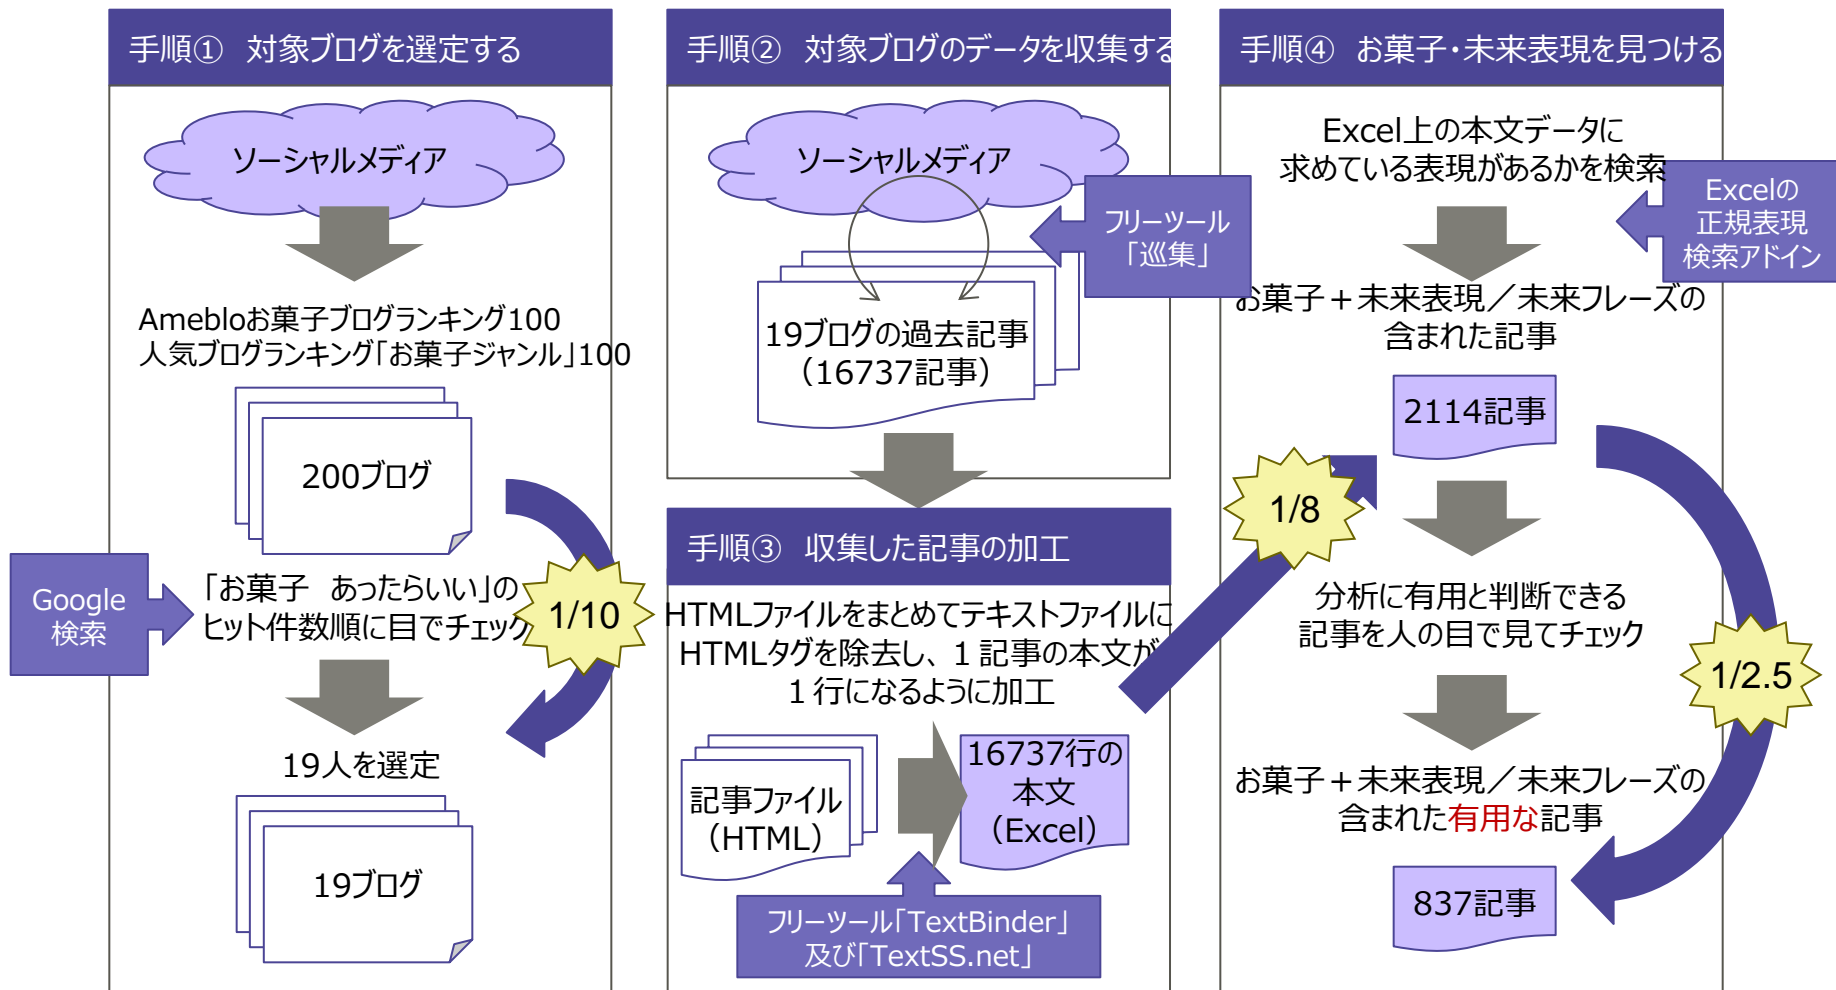 手順① 対象ブログを選定する
ソーシャルメディア
Amebloお菓子ブログランキング100
人気ブログランキング「お菓子ジャンル」100
200ブログ
Google
検索
「お菓子 あったらいい」の
ヒット件数順に目でチェック
1/10
19人を選定
19ブログ
手順② 対象ブログのデータを収集する
ソーシャルメディア
フリーツール
「巡集」
19ブログの過去記事
（16737記事）
手順③ 収集した記事の加工
HTMLファイルをまとめてテキストファイルに
HTMLタグを除去し、１記事の本文が
１行になるように加工
記事ファイル
（HTML）
16737行の
本文
（Excel）
フリーツール「TextBinder」
及び「TextSS.net」
1/8
手順④ お菓子・未来表現を見つける
Excel上の本文データに
求めている表現があるかを検索
Excelの
正規表現
検索アドイン
お菓子＋未来表現／未来フレーズの
含まれた記事
2114記事
分析に有用と判断できる
記事を人の目で見てチェック
1/2.5
お菓子＋未来表現／未来フレーズの
含まれた有用な記事
837記事